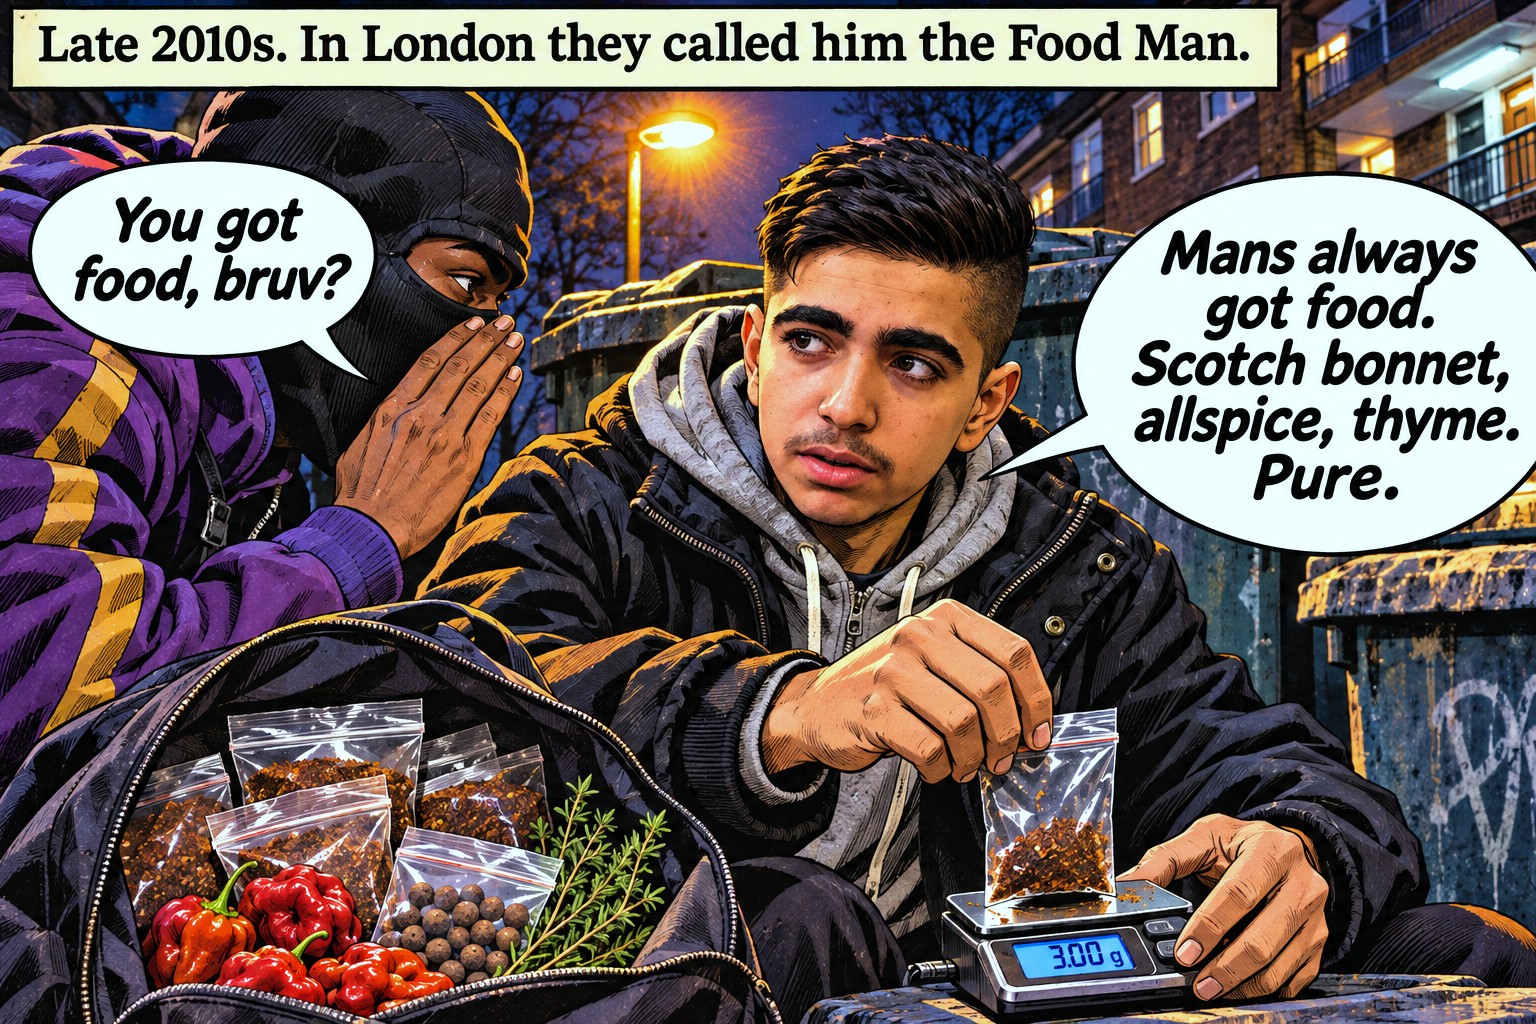 Late 2010s. In London they called him the Food Man.
You got
food, bruv?
Mans always
got food.
Scotch bonnet,
allspice, thyme.
Pure.
3.00 g